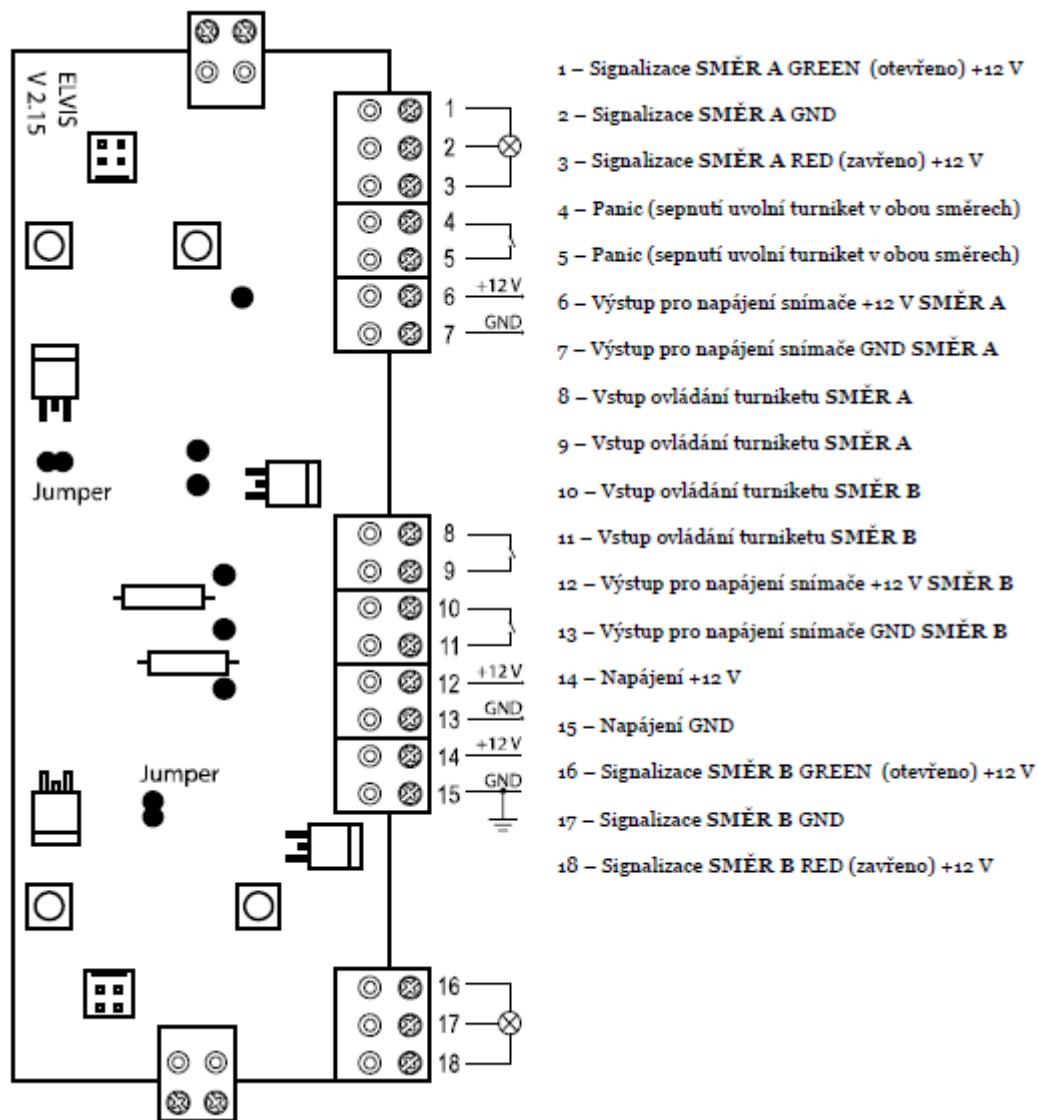 ELVIS
V 2.15
1
2
3
4
5
6 +12 V
7 GND
Jumper
8
9
10
11
12 +12 V
13 GND
14 +12 V
15 GND
Jumper
16
17
18
1 – Signalizace SMĚR A GREEN (otevřeno) +12 V
2 – Signalizace SMĚR A GND
3 – Signalizace SMĚR A RED (zavřeno) +12 V
4 – Panic (sepnutí uvolní turniket v obou směrech)
5 – Panic (sepnutí uvolní turniket v obou směrech)
6 – Výstup pro napájení snímače +12 V SMĚR A
7 – Výstup pro napájení snímače GND SMĚR A
8 – Vstup ovládání turniketu SMĚR A
9 – Vstup ovládání turniketu SMĚR A
10 – Vstup ovládání turniketu SMĚR B
11 – Vstup ovládání turniketu SMĚR B
12 – Výstup pro napájení snímače +12 V SMĚR B
13 – Výstup pro napájení snímače GND SMĚR B
14 – Napájení +12 V
15 – Napájení GND
16 – Signalizace SMĚR B GREEN (otevřeno) +12 V
17 – Signalizace SMĚR B GND
18 – Signalizace SMĚR B RED (zavřeno) +12 V